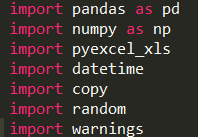 import pandas as pd
import numpy as np
import pyexcel_xls
import datetime
import copy
import random
import warnings